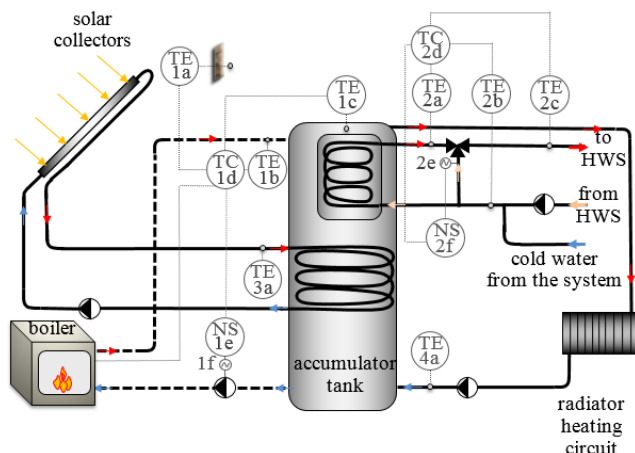 solar
collectors
TE
1a
TC
2d
TE
1c
TE
2a
TE
2b
TE
2c
to
HWS
TC
1d
TE
1b
2e
from
HWS
NS
2f
cold water
from the system
TE
3a
boiler
NS
1e
1f
accumulator
tank
TE
4a
radiator
heating
circuit